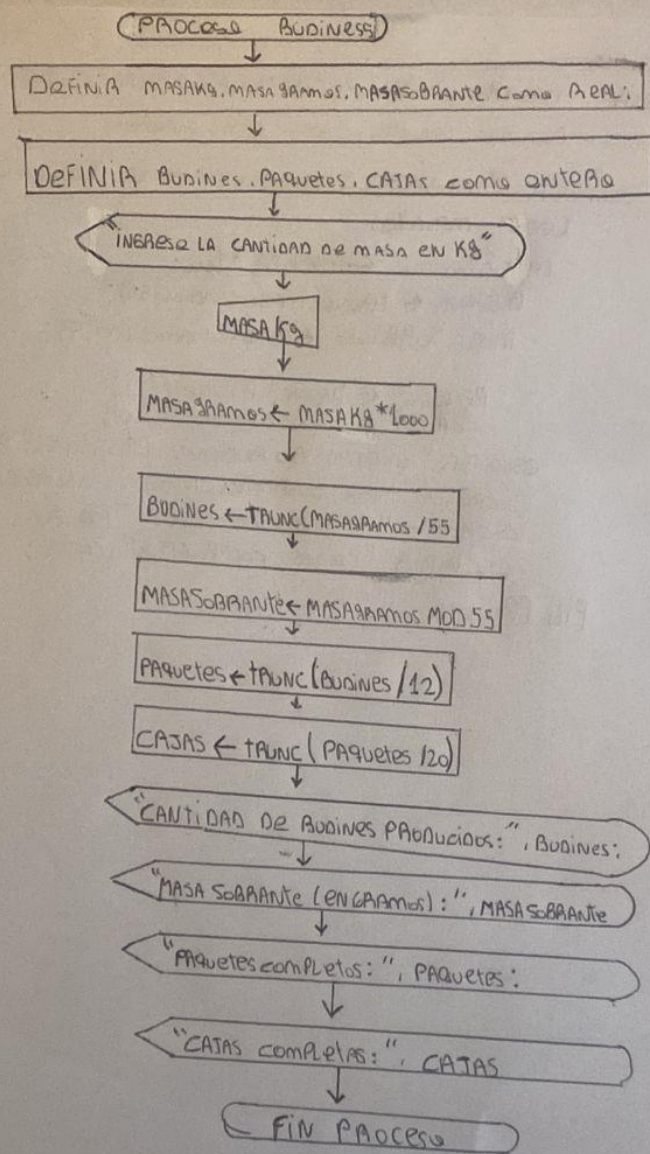 (PROCESO BUDINESS)
DEFINIR MASAKg, MASAgRAMOS, MASASOBRANTE COMO REAL:
DEFINIR BUDINES, PAQUETES, CAJAS COMO ENTERO
"INGRESE LA CANTIDAD DE MASA EN Kg"
MASAKg
MASAgRAMOS ← MASAKg*1000
BUDINES ← TRUNC(MASAgRAMOS /55
MASASOBRANTE ← MASAgRAMOS MOD 55
PAQUETES ← TRUNC(BUDINES /12)
CAJAS ← TRUNC(PAQUETES /20)
"CANTIDAD DE BUDINES PRODUCIDOS:", BUDINES:
"MASA SOBRANTE (EN GRAMOS):", MASASOBRANTE
"PAQUETES COMPLETOS:", PAQUETES:
"CAJAS COMPLETAS:", CAJAS
FIN PROCESO